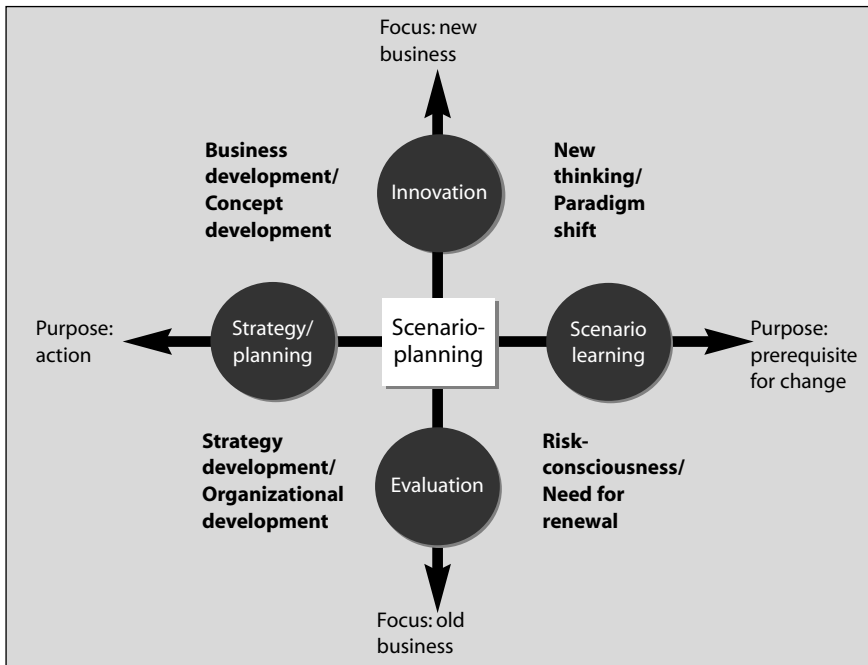 Focus: new
business
Business
development/
Concept
development
Innovation
New
thinking/
Paradigm
shift
Purpose:
action
Strategy/
planning
Scenario-
planning
Scenario
learning
Purpose:
prerequisite
for change
Strategy
development/
Organizational
development
Evaluation
Risk-
consciousness/
Need for
renewal
Focus: old
business